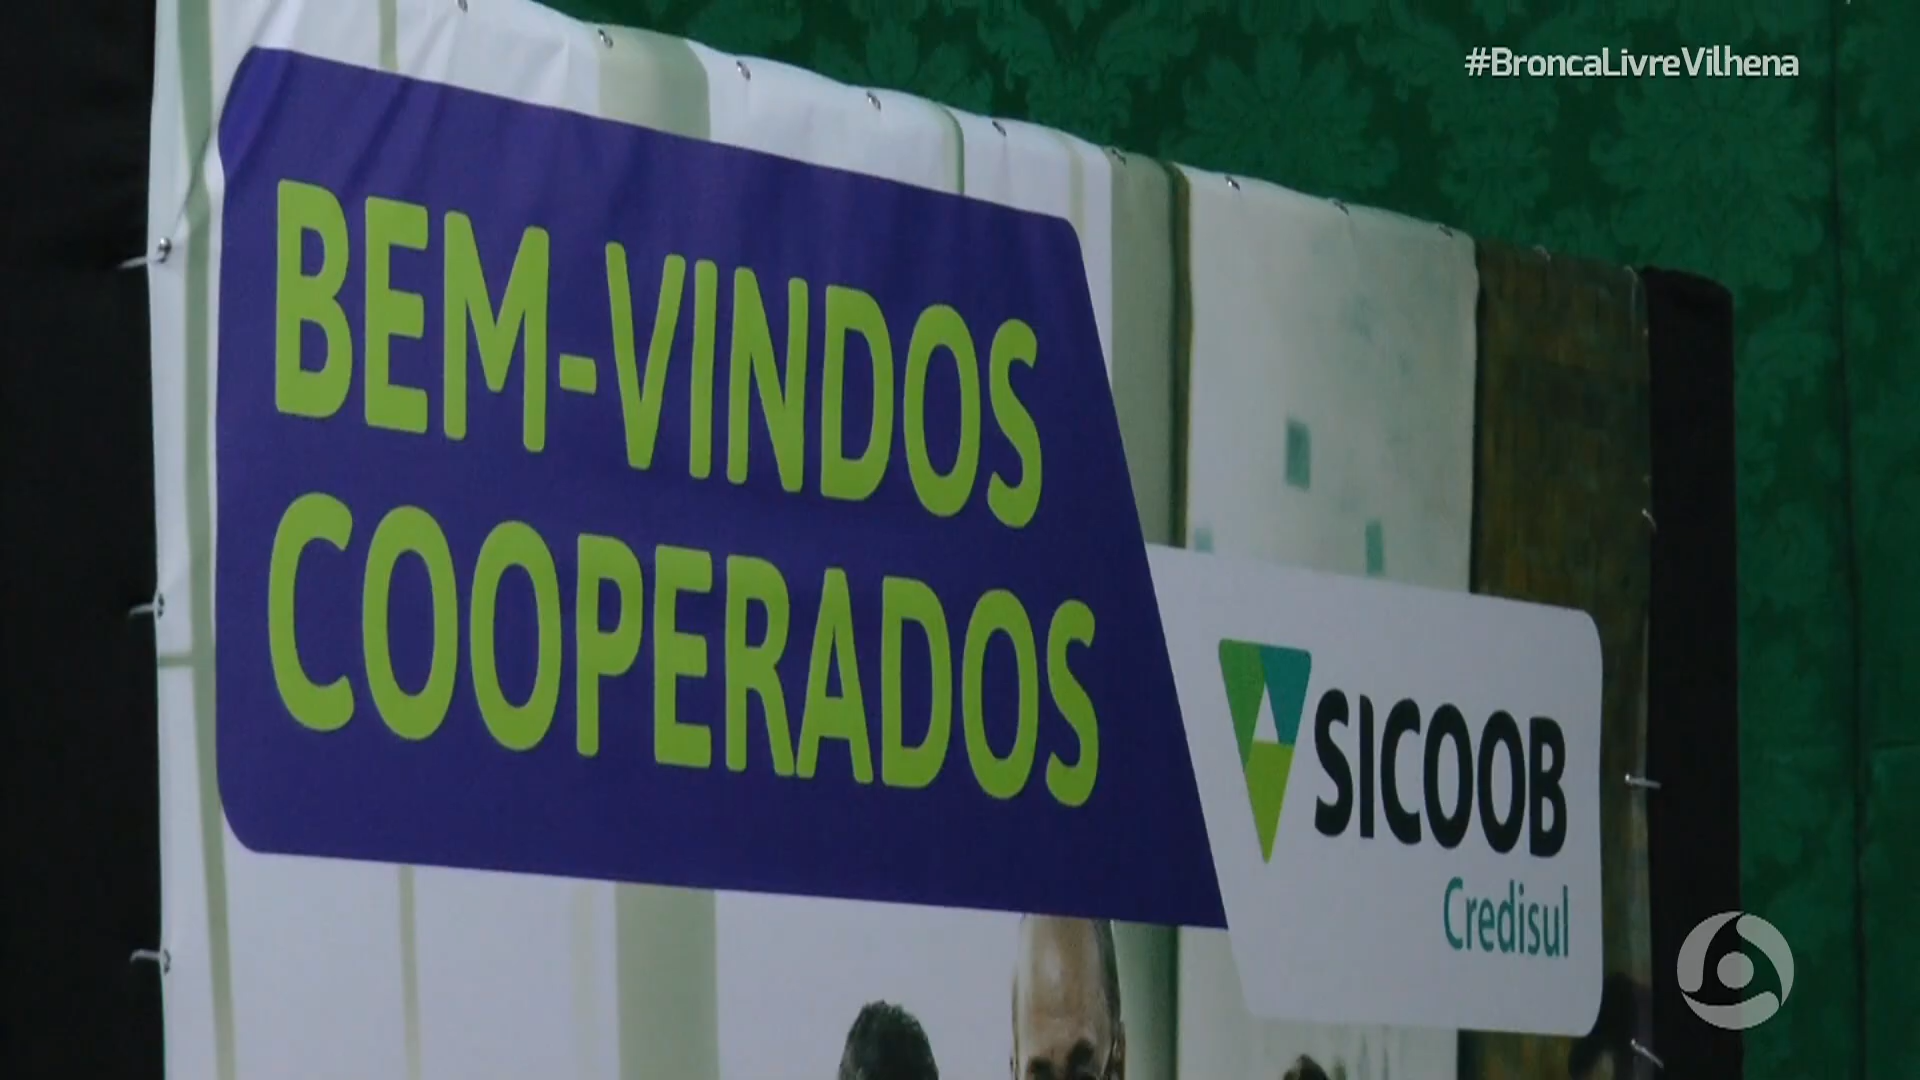 #BroncaLivreVilhena
BEM-VINDOS
COOPERADOS
SICOOB
Credisul